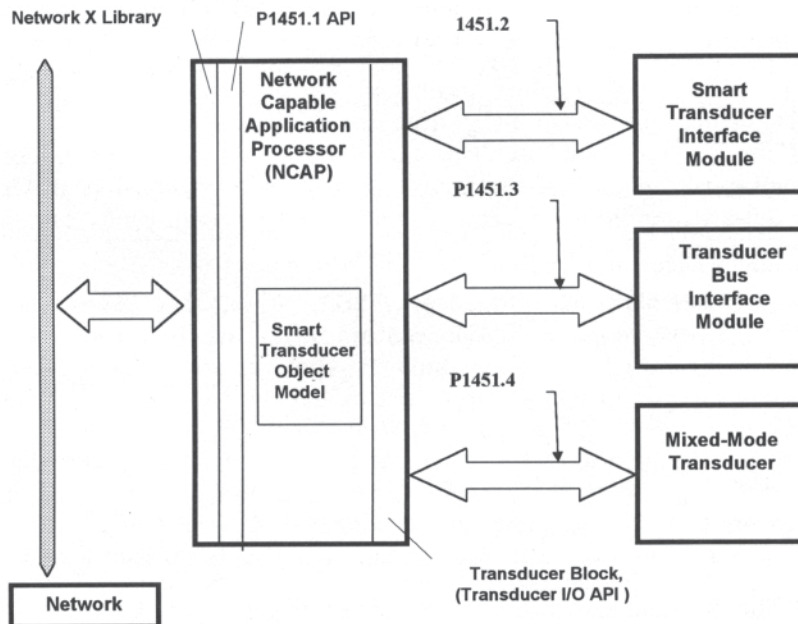 Network X Library
P1451.1 API
1451.2
Network
Capable
Application
Processor
(NCAP)
Smart
Transducer
Interface
Module
P1451.3
Transducer
Bus
Interface
Module
Smart
Transducer
Object
Model
P1451.4
Mixed-Mode
Transducer
Transducer Block,
(Transducer I/O API )
Network